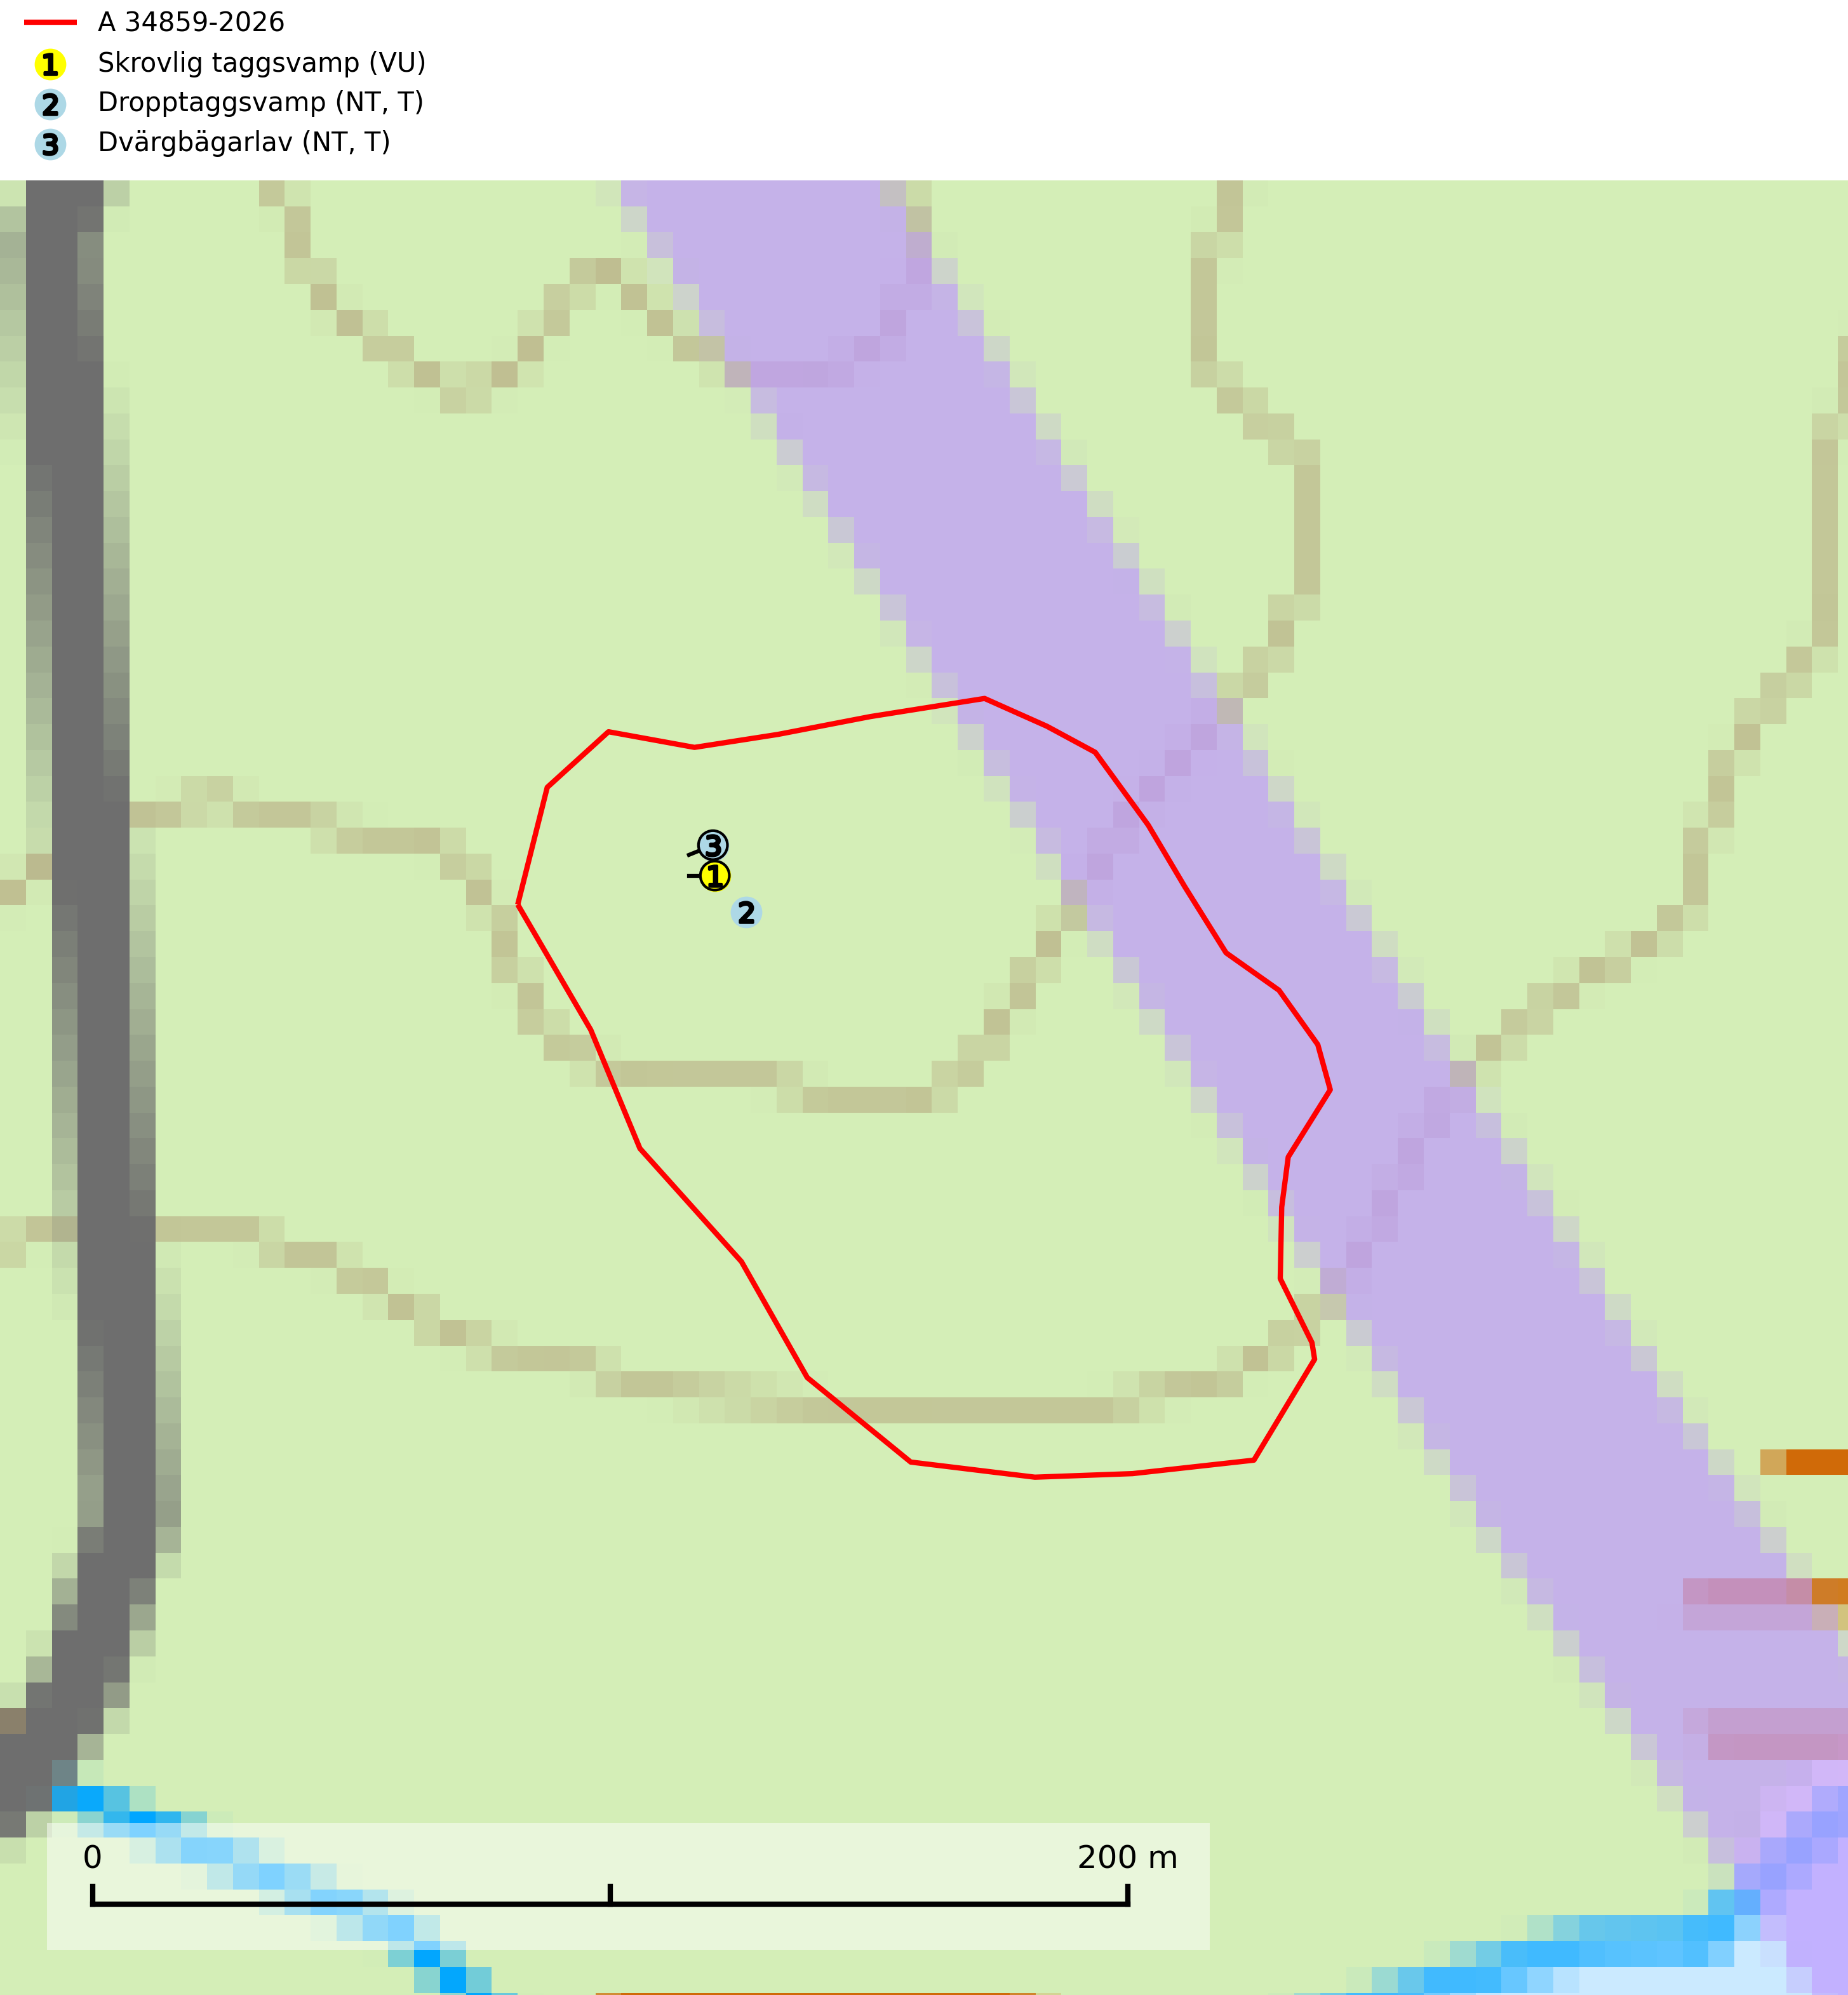 A 34859-2026
1 Skrovlig taggsvamp (VU)
2 Dropptaggsvamp (NT, T)
3 Dvärgbägarlav (NT, T)
3
1
2
0 200 m